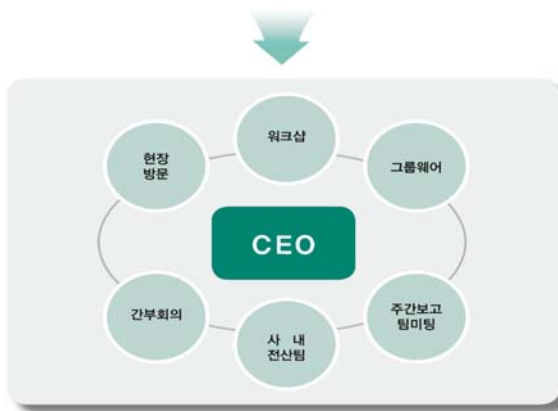 워크샵
현장
방문
그룹웨어
CEO
간부회의
주간보고
팀미팅
사 내
전산팀